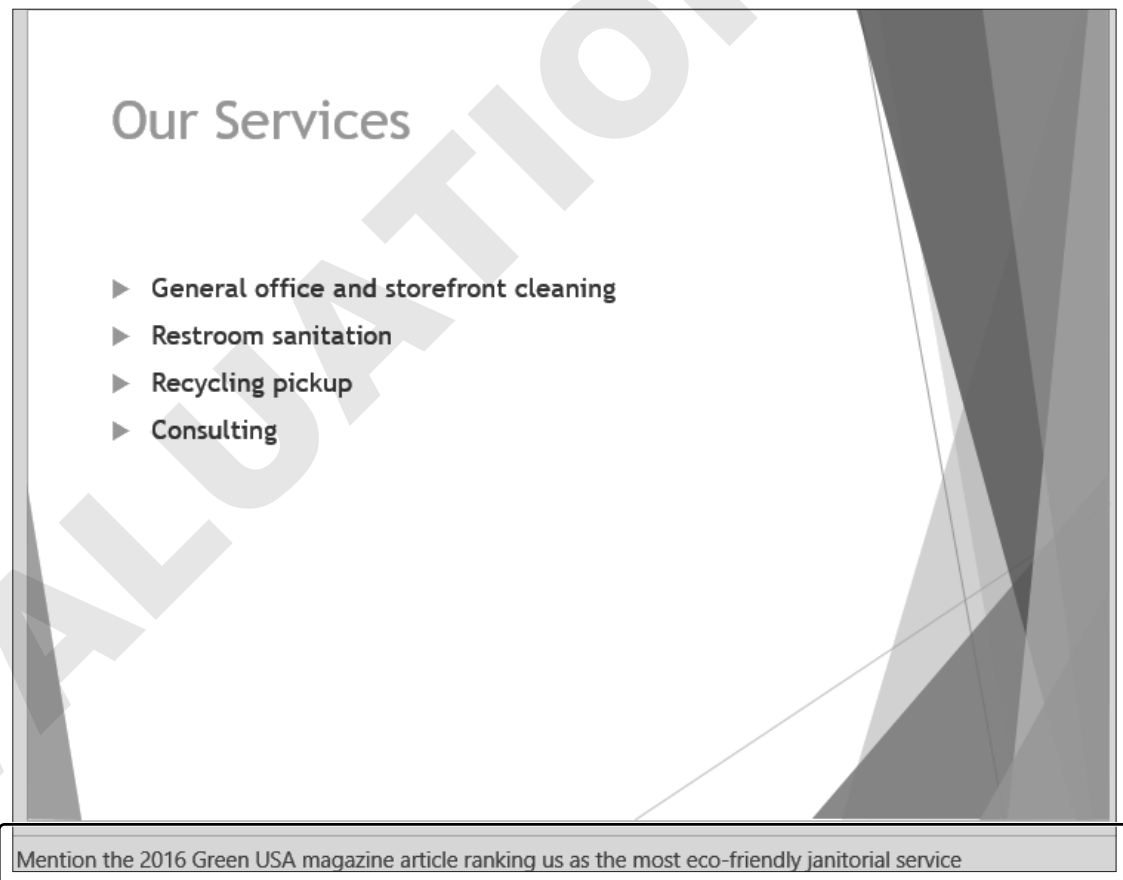 Our Services
General office and storefront cleaning
Restroom sanitation
Recycling pickup
Consulting
Mention the 2016 Green USA magazine article ranking us as the most eco-friendly janitorial service
ALUATIO